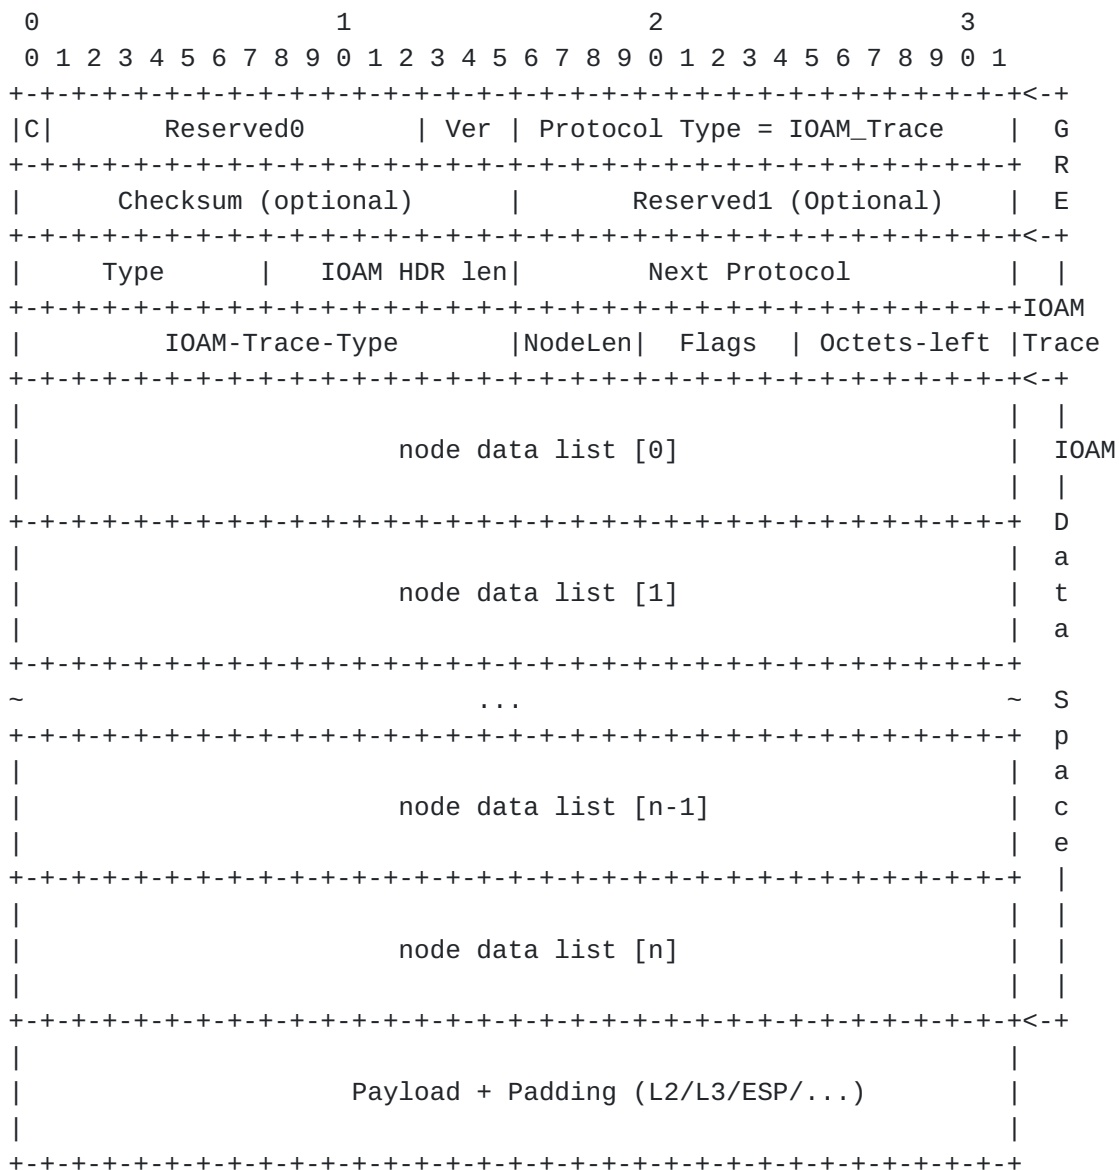 0                   1                   2                   3
 0 1 2 3 4 5 6 7 8 9 0 1 2 3 4 5 6 7 8 9 0 1 2 3 4 5 6 7 8 9 0 1
+-+-+-+-+-+-+-+-+-+-+-+-+-+-+-+-+-+-+-+-+-+-+-+-+-+-+-+-+-+-+-+-+<-+
|C|         Reserved0       | Ver | Protocol Type = IOAM_Trace    |  G
+-+-+-+-+-+-+-+-+-+-+-+-+-+-+-+-+-+-+-+-+-+-+-+-+-+-+-+-+-+-+-+-+  R
|      Checksum (optional)      |       Reserved1 (Optional)    |  E
+-+-+-+-+-+-+-+-+-+-+-+-+-+-+-+-+-+-+-+-+-+-+-+-+-+-+-+-+-+-+-+-+<-+
|     Type      |   IOAM HDR len|        Next Protocol          |  |
+-+-+-+-+-+-+-+-+-+-+-+-+-+-+-+-+-+-+-+-+-+-+-+-+-+-+-+-+-+-+-+-+IOAM
|         IOAM-Trace-Type       |NodeLen|  Flags  | Octets-left |Trace
+-+-+-+-+-+-+-+-+-+-+-+-+-+-+-+-+-+-+-+-+-+-+-+-+-+-+-+-+-+-+-+-+<-+
|                                                               |  |
|                        node data list [0]                     |  IOAM
|                                                               |  |
+-+-+-+-+-+-+-+-+-+-+-+-+-+-+-+-+-+-+-+-+-+-+-+-+-+-+-+-+-+-+-+-+  D
|                                                               |  a
|                        node data list [1]                     |  t
|                                                               |  a
+-+-+-+-+-+-+-+-+-+-+-+-+-+-+-+-+-+-+-+-+-+-+-+-+-+-+-+-+-+-+-+-+
~                             ...                               ~  S
+-+-+-+-+-+-+-+-+-+-+-+-+-+-+-+-+-+-+-+-+-+-+-+-+-+-+-+-+-+-+-+-+  p
|                                                               |  a
|                        node data list [n-1]                   |  c
|                                                               |  e
+-+-+-+-+-+-+-+-+-+-+-+-+-+-+-+-+-+-+-+-+-+-+-+-+-+-+-+-+-+-+-+-+  |
|                                                               |  |
|                        node data list [n]                     |  |
|                                                               |  |
+-+-+-+-+-+-+-+-+-+-+-+-+-+-+-+-+-+-+-+-+-+-+-+-+-+-+-+-+-+-+-+-+<-+
|                                                               |
|                     Payload + Padding (L2/L3/ESP/...)         |
|                                                               |
+-+-+-+-+-+-+-+-+-+-+-+-+-+-+-+-+-+-+-+-+-+-+-+-+-+-+-+-+-+-+-+-+